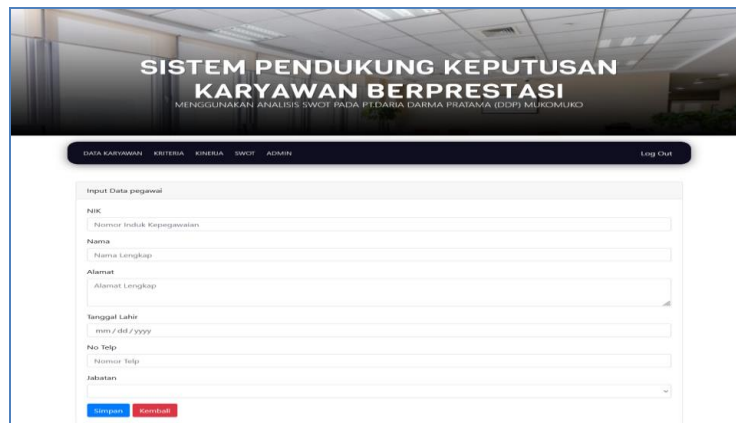 SISTEM PENDUKUNG KEPUTUSAN
KARYAWAN BERPRESTASI
MENGGUNAKAN ANALISIS SWOT PADA PT.DARIA DARMA PRATAMA (DDP) MUKOMUKO
DATA KARYAWAN KRITERIA KINERJA SWOT ADMIN Log Out
Input Data pegawai
NIK
Nomor Induk Kepegawaian
Nama
Nama Lengkap
Alamat
Alamat Lengkap
Tanggal Lahir
mm/dd/yyyy
No Telp
Nomor Telp
Jabatan
Simpan Kembali